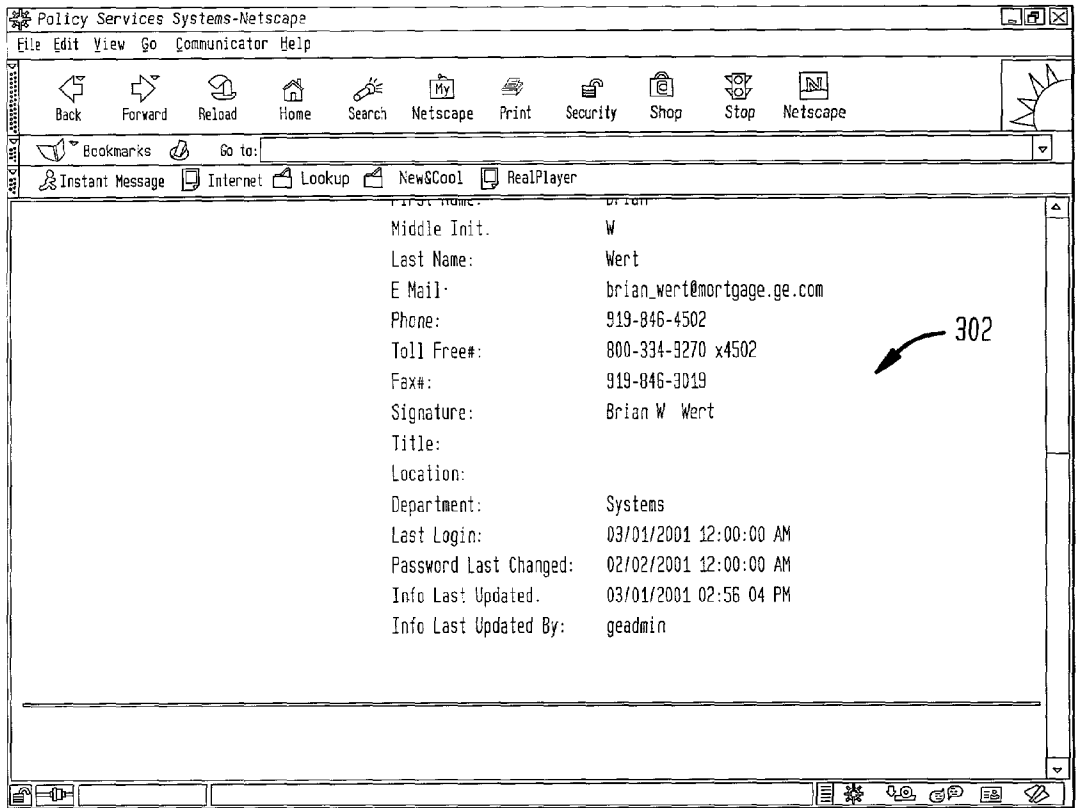 Policy Services Systems-Netscape
File Edit View Go Communicator Help
Back Forward Reload Home Search My Netscape Print Security Shop Stop N Netscape
Bookmarks Go to:
Instant Message Internet Lookup New&Cool RealPlayer
First Name: Brian
Middle Init. W
Last Name: Wert
E Mail· brian_wert@mortgage.ge.com
Phone: 919-846-4502
302
Toll Free#: 800-334-9270 x4502
Fax#: 919-846-3019
Signature: Brian W Wert
Title:
Location:
Department: Systems
Last Login: 03/01/2001 12:00:00 AM
Password Last Changed: 02/02/2001 12:00:00 AM
Info Last Updated. 03/01/2001 02:56 04 PM
Info Last Updated By: geadmin